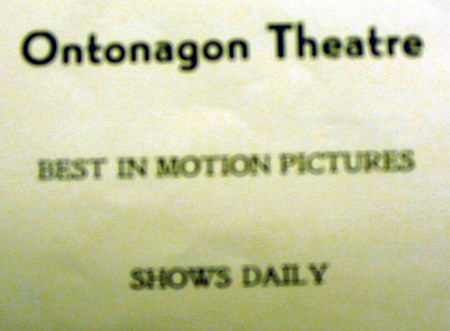 Ontonagon Theatre
BEST IN MOTION PICTURES
SHOWS DAILY